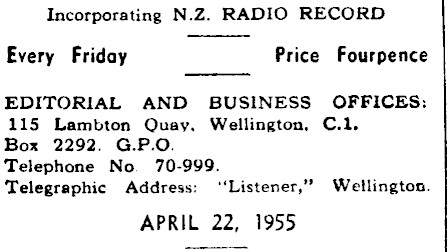 Incorporating N.Z. RADIO RECORD
Every Friday Price Fourpence
EDITORIAL AND BUSINESS OFFICES:
115 Lambton Quay, Wellington, C.1.
Box 2292, G.P.O.
Telephone No. 70-999.
Telegraphic Address: "Listener," Wellington.
APRIL 22, 1955